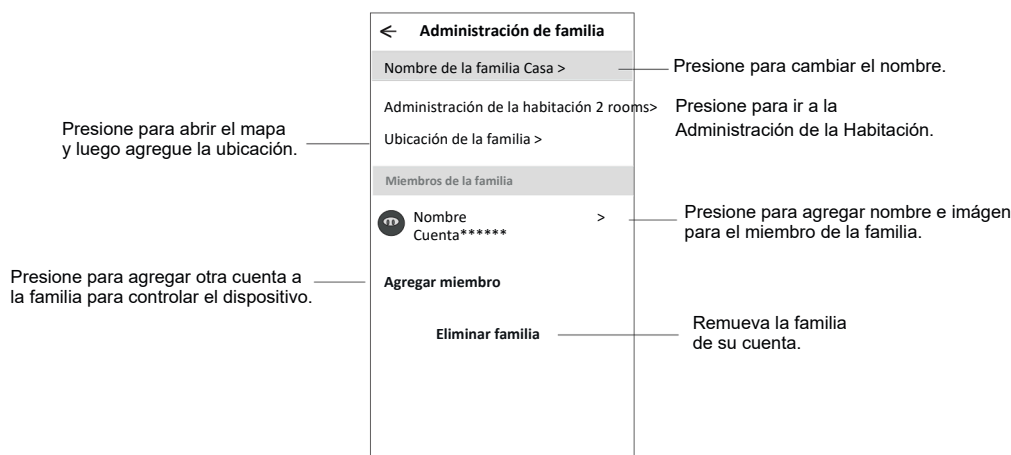 Administración de familia
Nombre de la familia Casa >
Presione para cambiar el nombre.
Administración de la habitación 2 rooms>
Presione para ir a la
Administración de la Habitación.
Presione para abrir el mapa
y luego agregue la ubicación.
Ubicación de la familia >
Miembros de la familia
Nombre >
Cuenta******
Presione para agregar nombre e imágen
para el miembro de la familia.
Presione para agregar otra cuenta a
la familia para controlar el dispositivo.
Agregar miembro
Eliminar familia
Remueva la familia
de su cuenta.